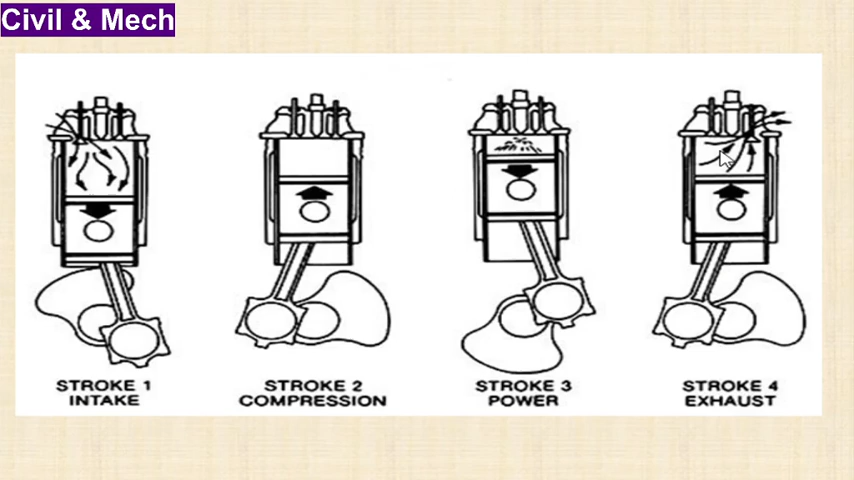 Civil & Mech
STROKE 1
INTAKE
STROKE 2
COMPRESSION
STROKE 3
POWER
STROKE 4
EXHAUST